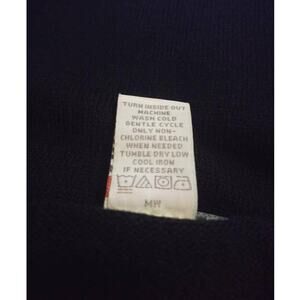 TURN INSIDE OUT
MACHINE
WASH COLD
GENTLE CYCLE
ONLY NON-
CHLORINE BLEACH
WHEN NEEDED
TUMBLE DRY LOW
COOL IRON
IF NECESSARY
MW